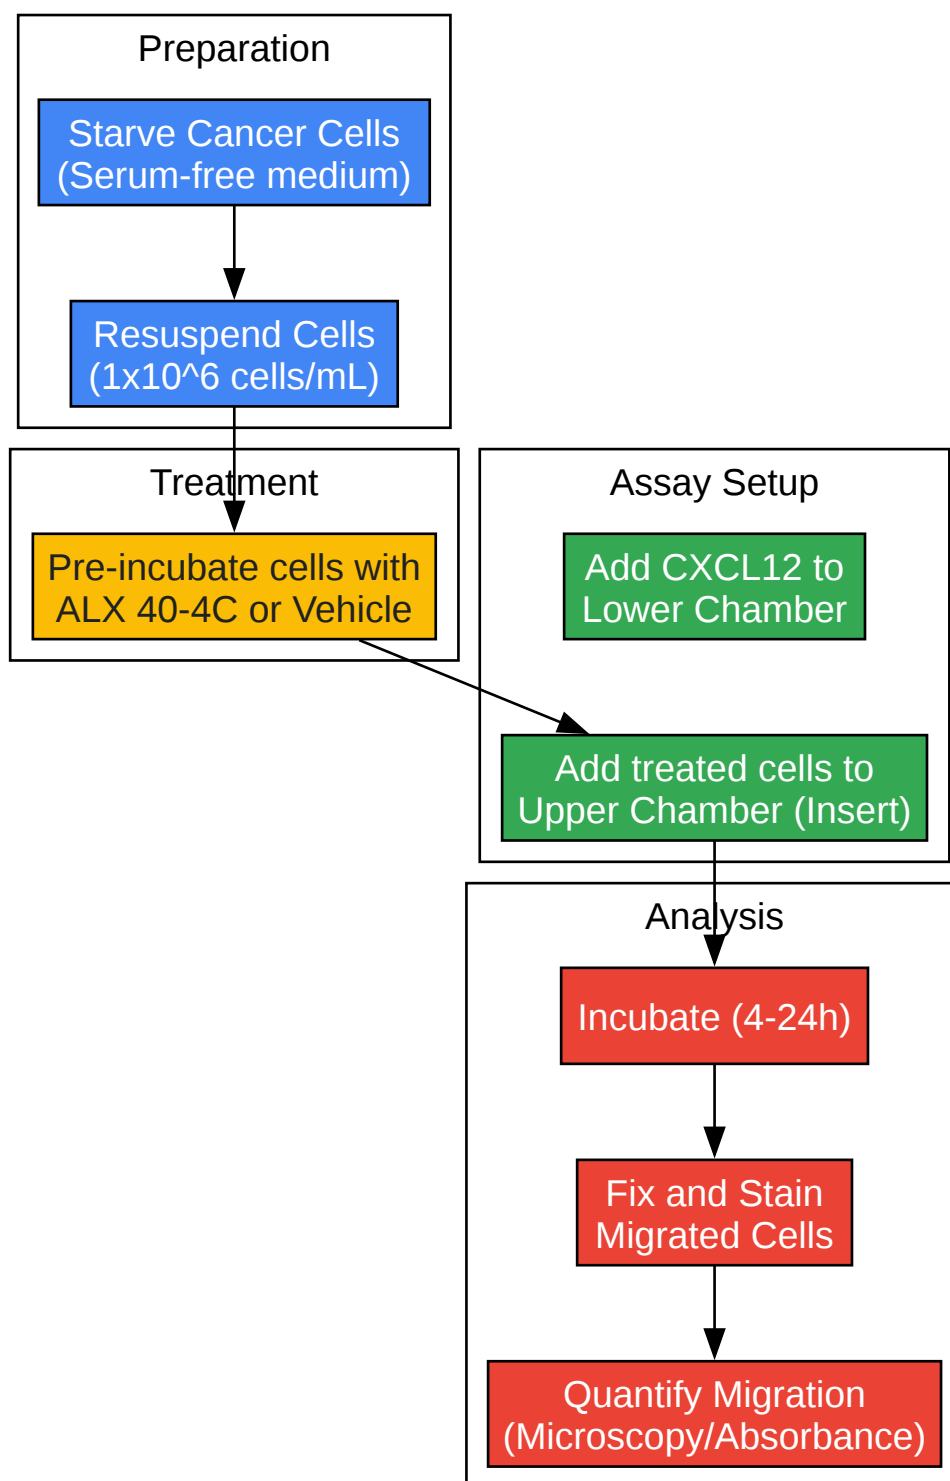 Preparation
Starve Cancer Cells
(Serum-free medium)
Resuspend Cells
(1x10^6 cells/mL)
Treatment
Pre-incubate cells with
ALX 40-4C or Vehicle
Assay Setup
Add CXCL12 to
Lower Chamber
Add treated cells to
Upper Chamber (Insert)
Analysis
Incubate (4-24h)
Fix and Stain
Migrated Cells
Quantify Migration
(Microscopy/Absorbance)